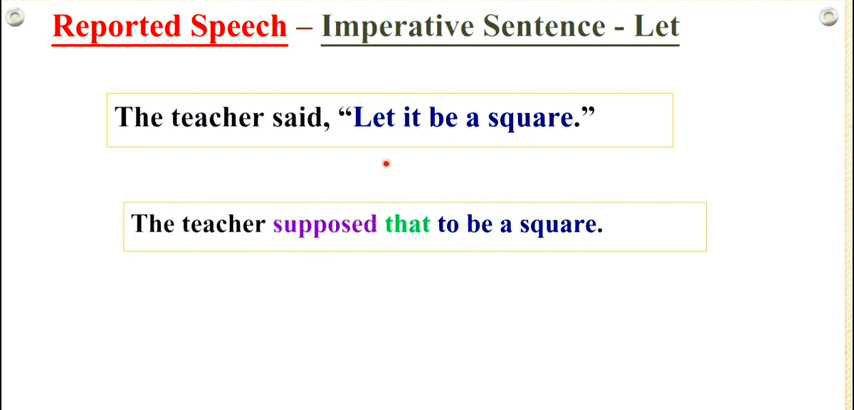 Reported Speech – Imperative Sentence - Let
The teacher said, “Let it be a square.”
The teacher supposed that to be a square.